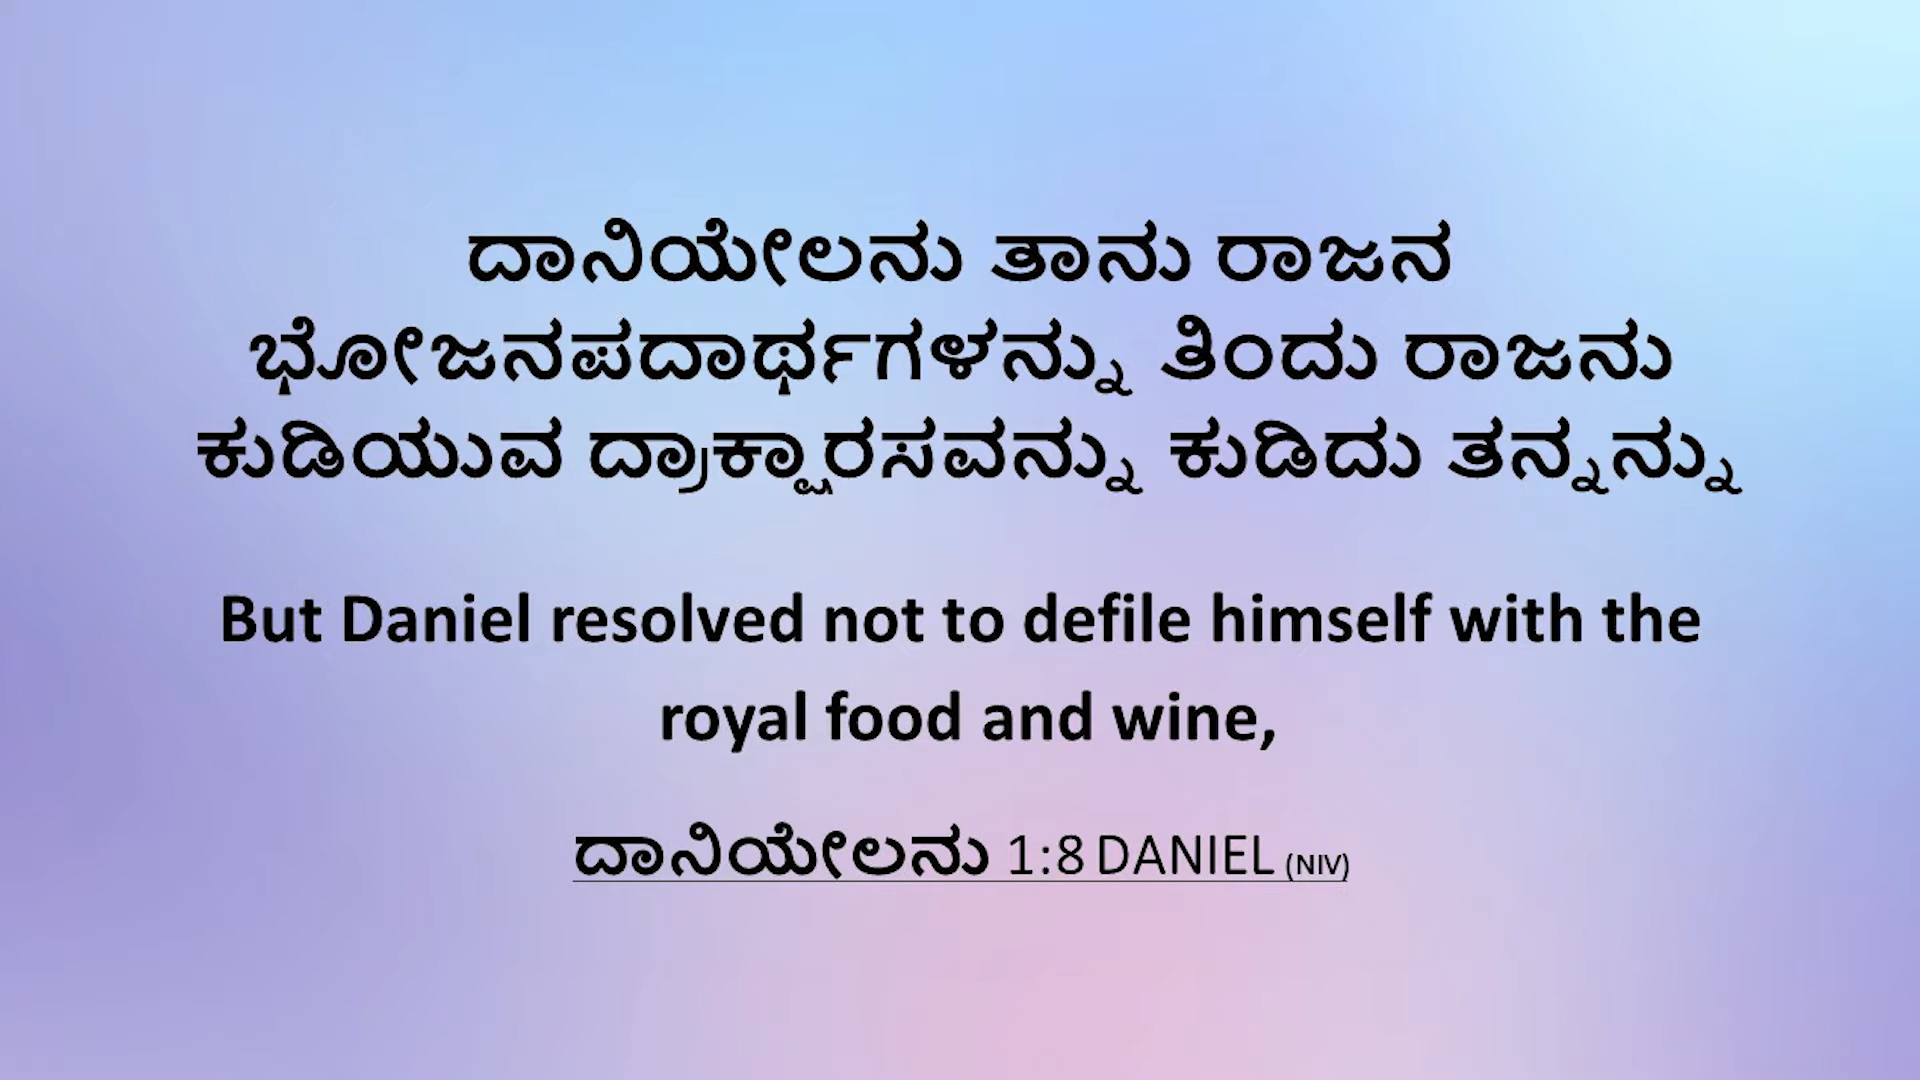 ದಾನಿಯೇಲನು ತಾನು ರಾಜನ
ಭೋಜನಪದಾರ್ಥಗಳನ್ನು ತಿಂದು ರಾಜನು
ಕುಡಿಯುವ ದ್ರಾಕ್ಷಾರಸವನ್ನು ಕುಡಿದು ತನ್ನನ್ನು
But Daniel resolved not to defile himself with the
royal food and wine,
ದಾನಿಯೇಲನು 1:8 DANIEL (NIV)